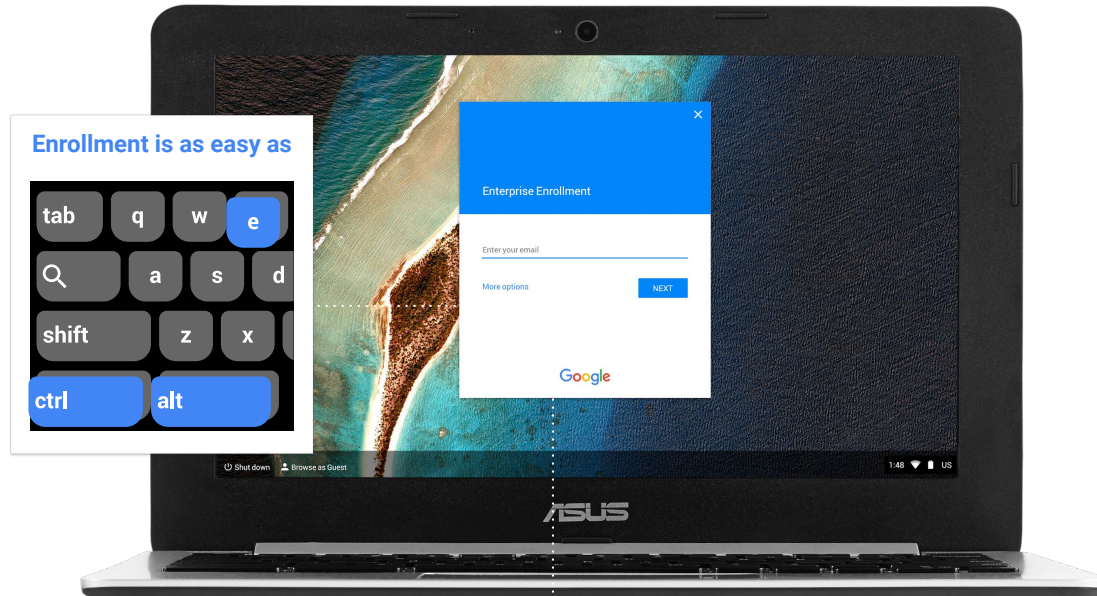 Enrollment is as easy as
tab q w e
a s d
shift z x
ctrl alt
Enterprise Enrollment
Enter your email
More options NEXT
Google
Shut down Browse as Guest
1:48 US
ASUS